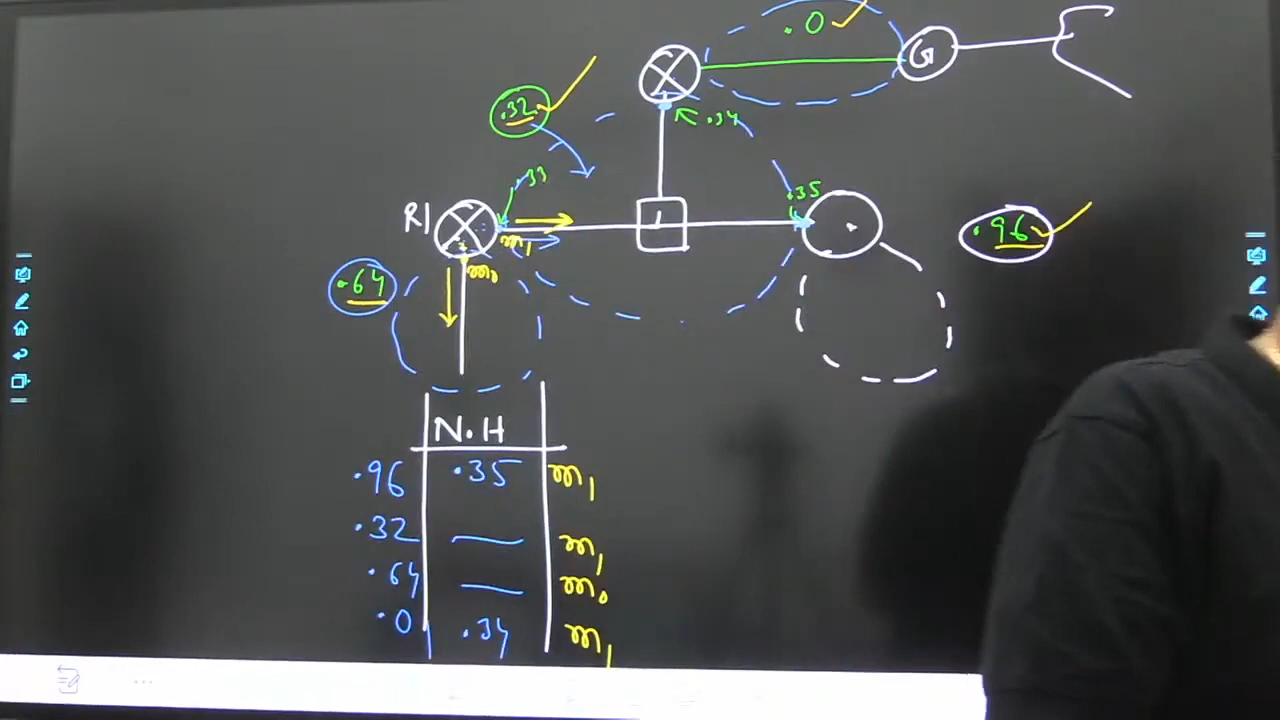 .0
G
.32
.34
.33
.35
R1
.96
m1
m0
.64
N.H
.96 .35 m1
.32 — m1
.64 — m0
.0 .34 m1